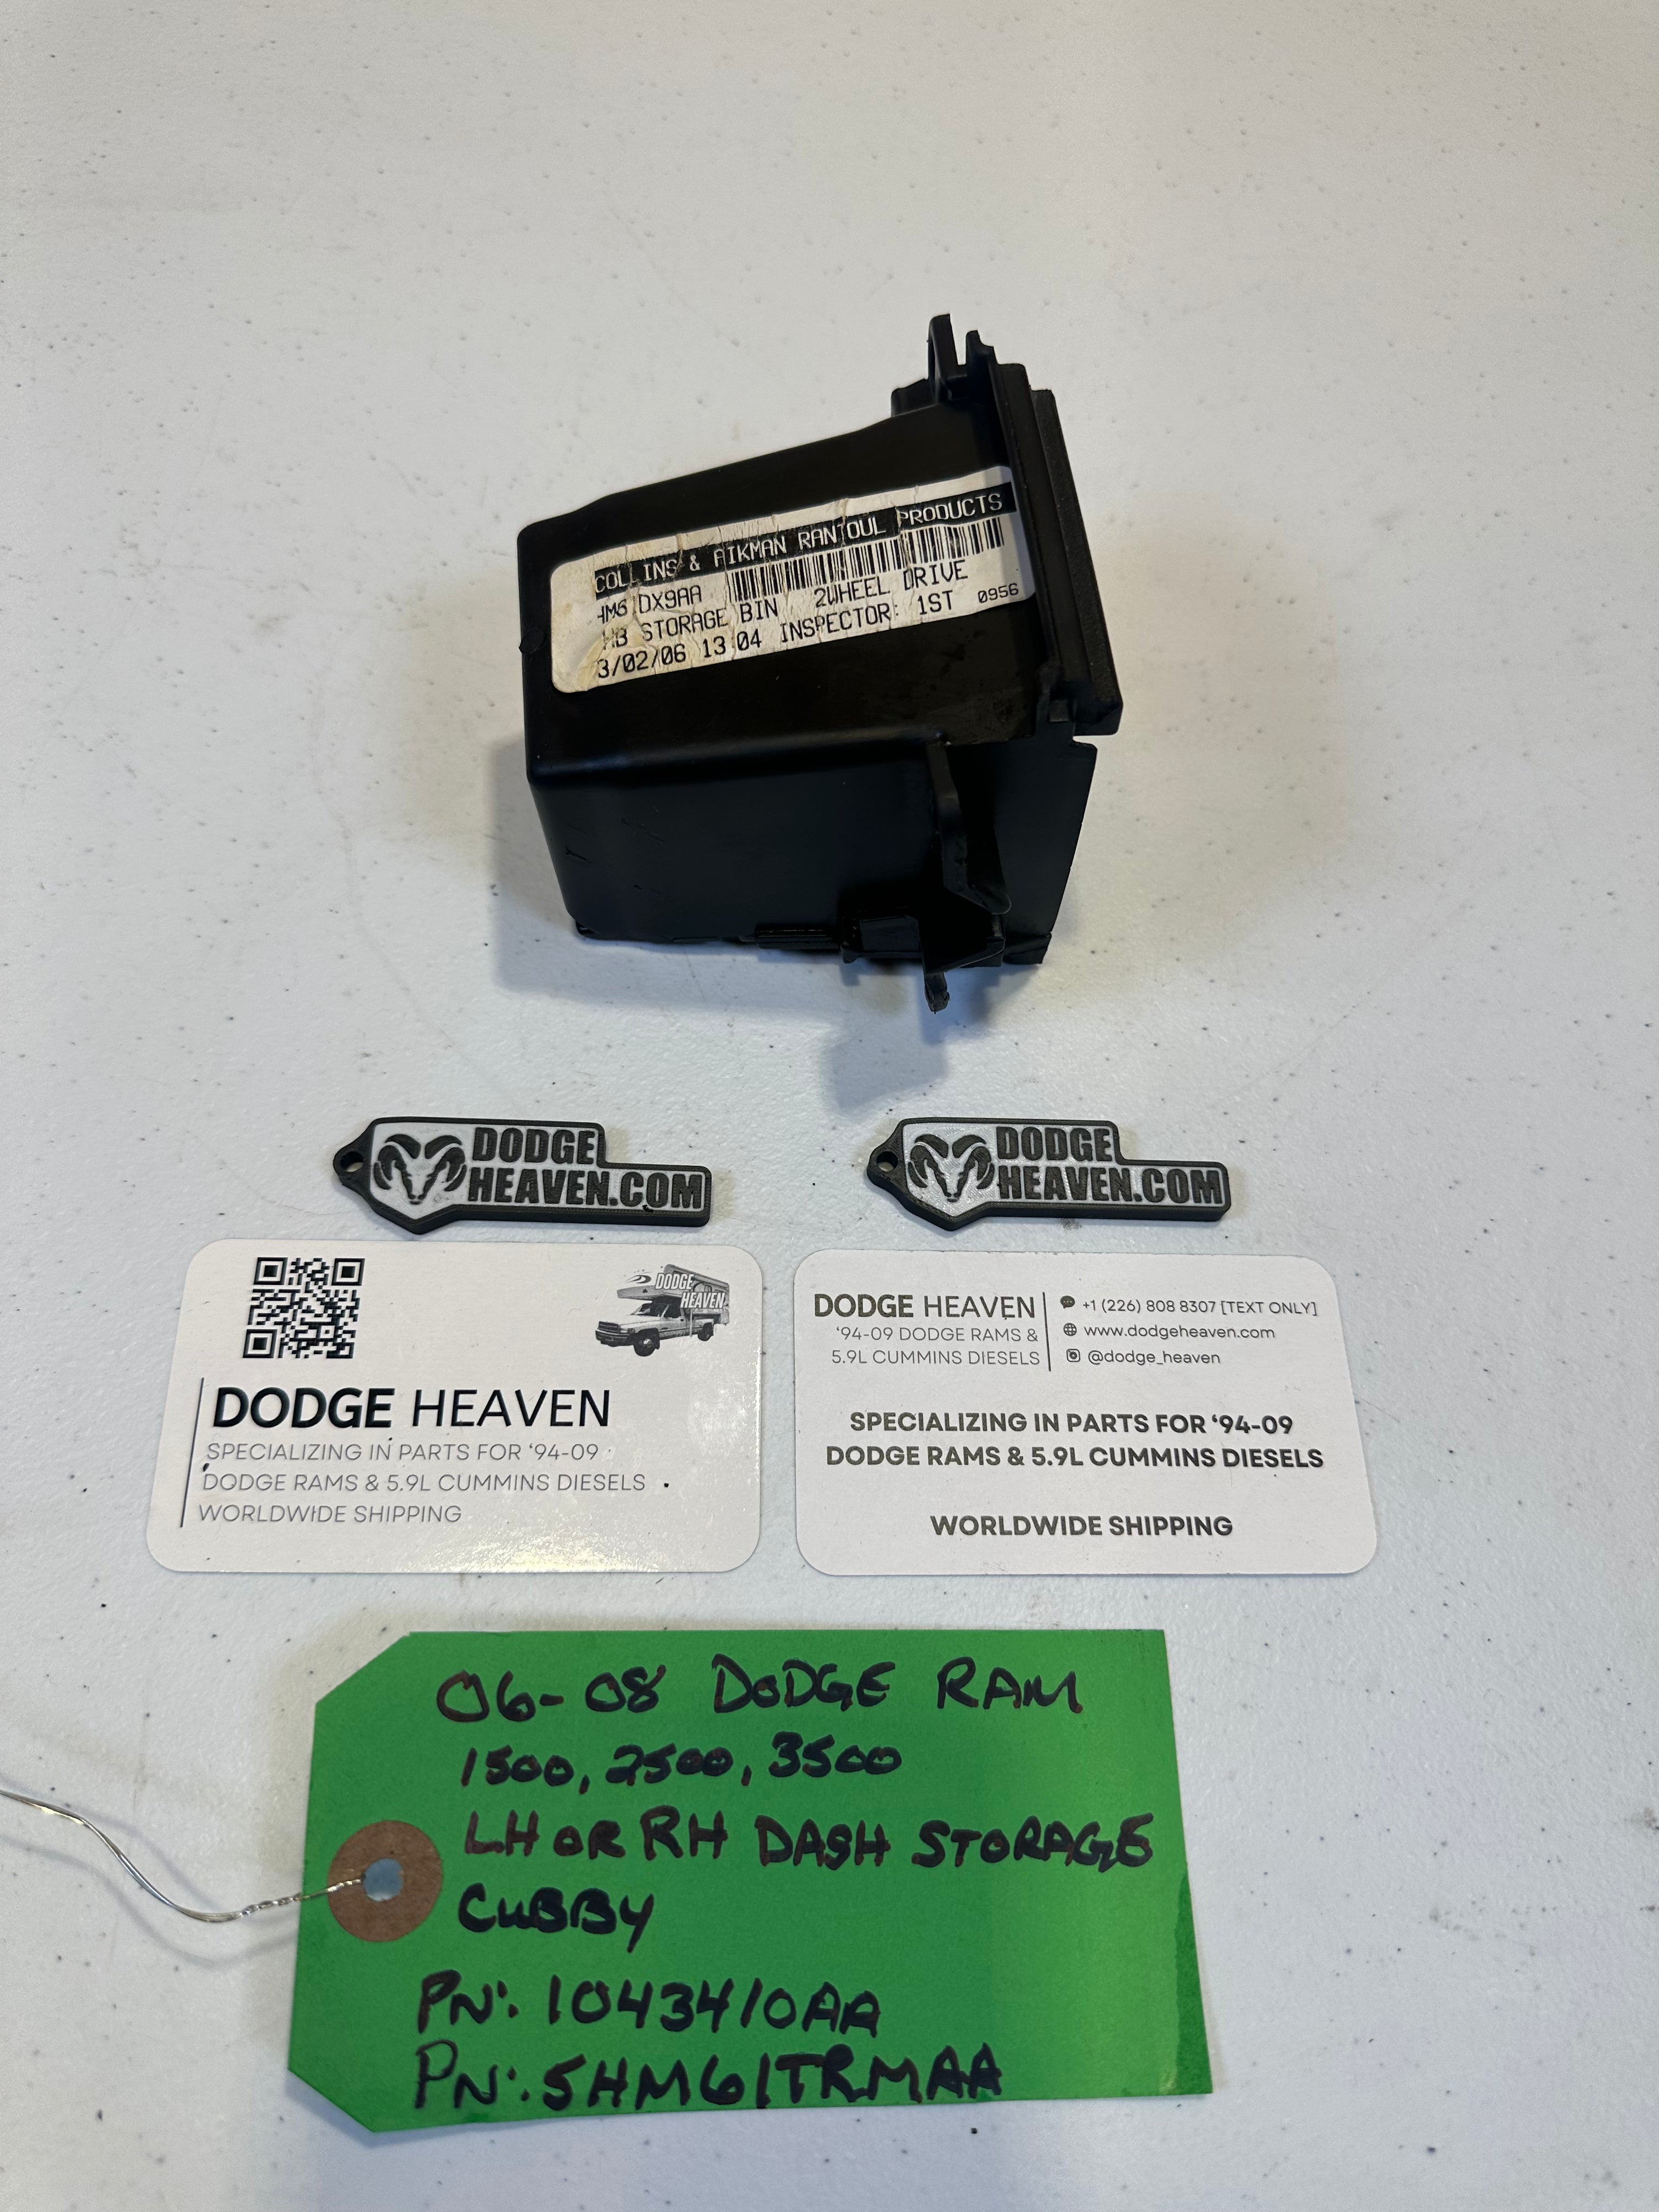 COLLINS & AIKMAN RANTOUL PRODUCTS
HM61DX9AA
STORAGE BIN 2WHEEL DRIVE
3/02/06 13:04 INSPECTOR: 1ST 0956
DODGE
HEAVEN.COM
DODGE
HEAVEN.COM
DODGE
HEAVEN
DODGE HEAVEN
SPECIALIZING IN PARTS FOR ‘94-09
DODGE RAMS & 5.9L CUMMINS DIESELS
WORLDWIDE SHIPPING
DODGE HEAVEN
‘94-09 DODGE RAMS &
5.9L CUMMINS DIESELS
+1 (226) 808 8307 [TEXT ONLY]
www.dodgeheaven.com
@dodge_heaven
SPECIALIZING IN PARTS FOR ‘94-09
DODGE RAMS & 5.9L CUMMINS DIESELS
WORLDWIDE SHIPPING
06-08 DODGE RAM
1500, 2500, 3500
LH OR RH DASH STORAGE
CUBBY
PN: 1043410AA
PN: 5HM61TRMAA